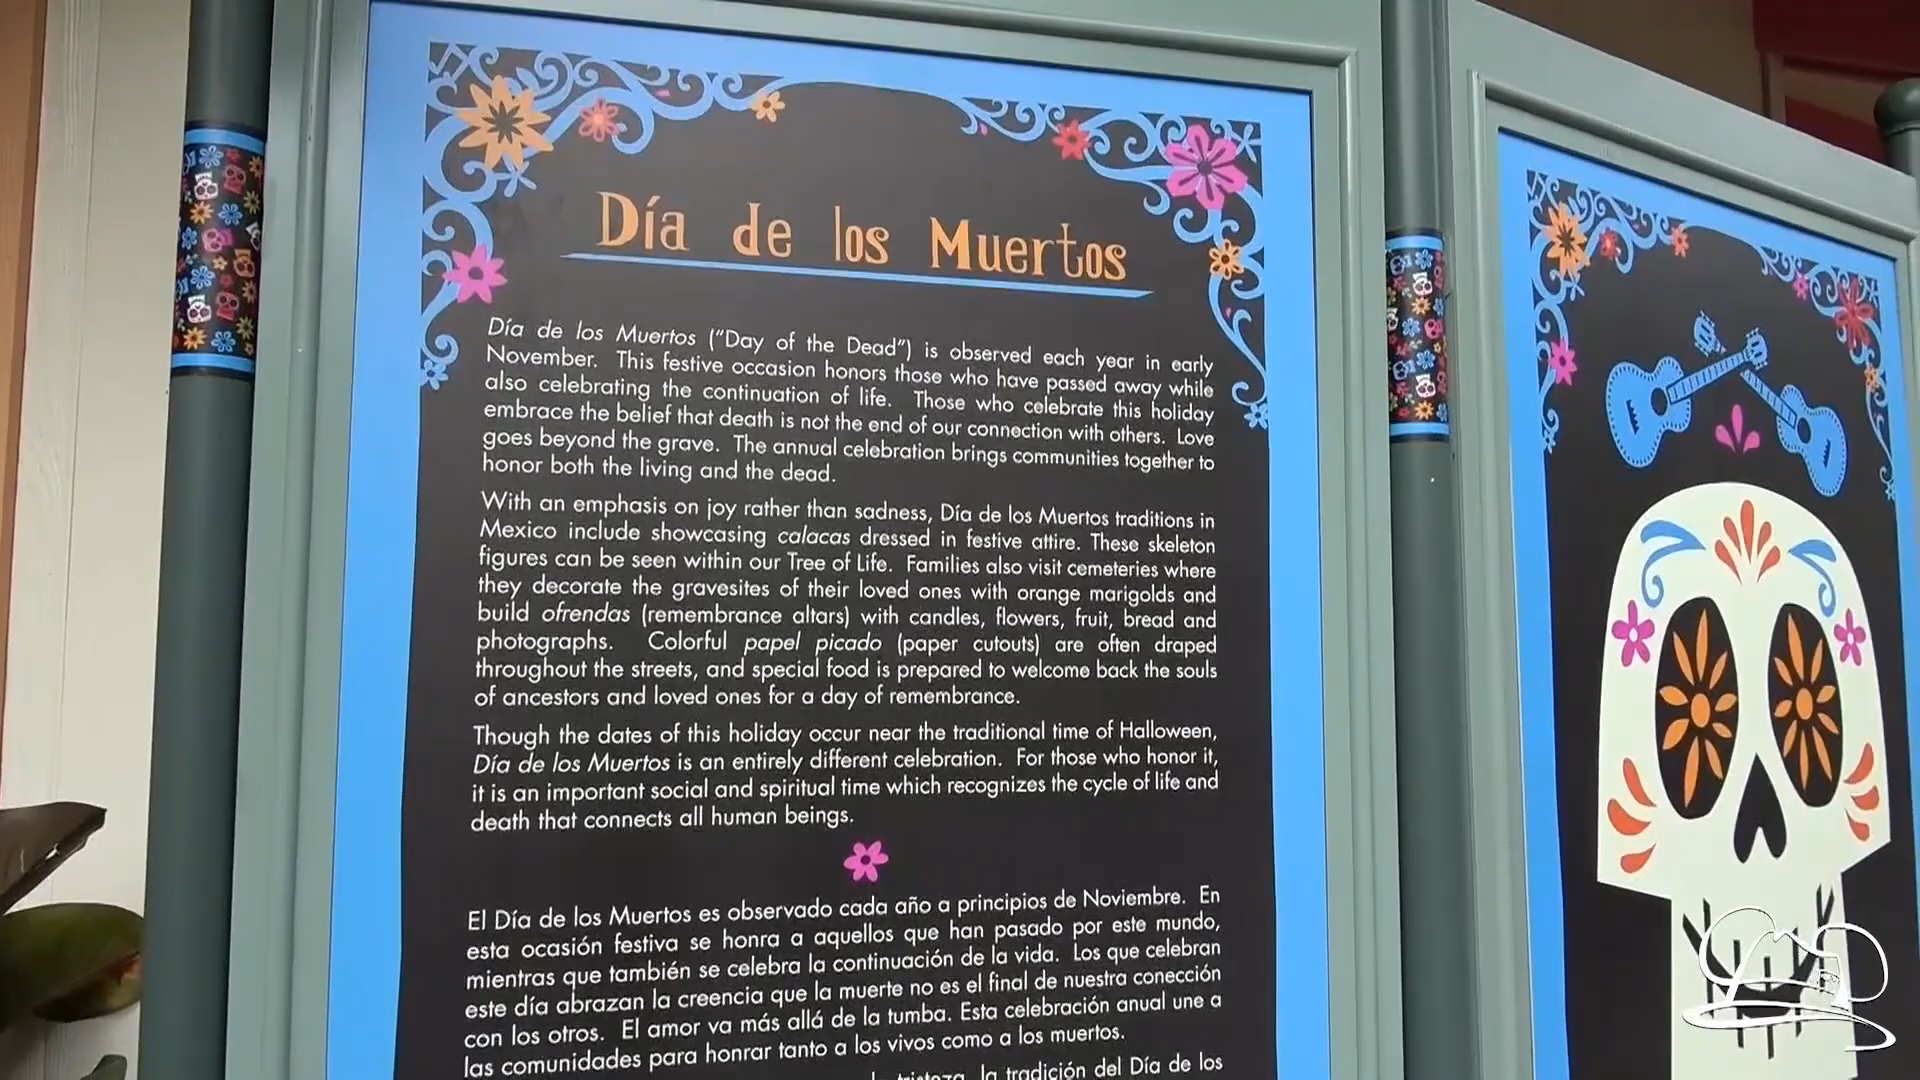 Día de los Muertos
Día de los Muertos (“Day of the Dead”) is observed each year in early
November. This festive occasion honors those who have passed away while
also celebrating the continuation of life. Those who celebrate this holiday
embrace the belief that death is not the end of our connection with others. Love
goes beyond the grave. The annual celebration brings communities together to
honor both the living and the dead.
With an emphasis on joy rather than sadness, Día de los Muertos traditions in
Mexico include showcasing calacas dressed in festive attire. These skeleton
figures can be seen within our Tree of Life. Families also visit cemeteries where
they decorate the gravesites of their loved ones with orange marigolds and
build ofrendas (remembrance altars) with candles, flowers, fruit, bread and
photographs. Colorful papel picado (paper cutouts) are often draped
throughout the streets, and special food is prepared to welcome back the souls
of ancestors and loved ones for a day of remembrance.
Though the dates of this holiday occur near the traditional time of Halloween,
Día de los Muertos is an entirely different celebration. For those who honor it,
it is an important social and spiritual time which recognizes the cycle of life and
death that connects all human beings.
El Día de los Muertos es observado cada año a principios de Noviembre. En
esta ocasión festiva se honra a aquellos que han pasado por este mundo,
mientras que también se celebra la continuación de la vida. Los que celebran
este día abrazan la creencia que la muerte no es el final de nuestra conección
con los otros. El amor va más allá de la tumba. Esta celebración anual une a
las comunidades para honrar tanto a los vivos como a los muertos.
la tradición del Día de los